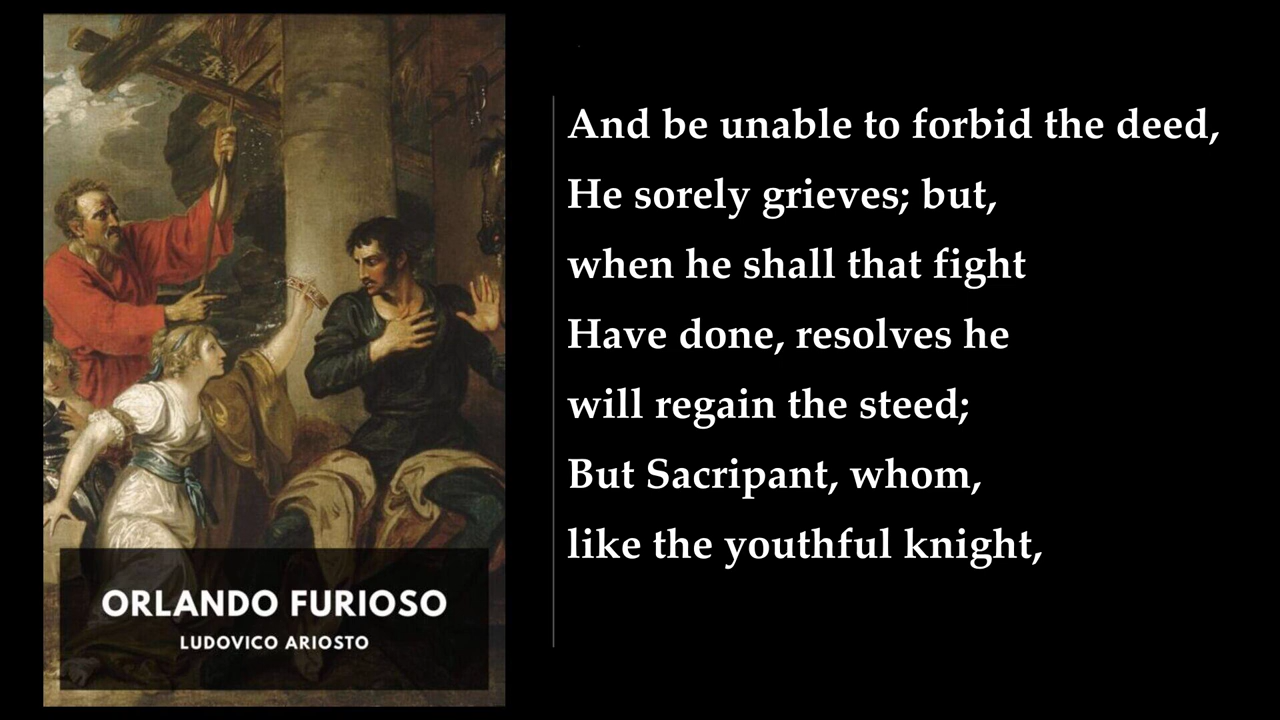 ORLANDO FURIOSO
LUDOVICO ARIOSTO
And be unable to forbid the deed,
He sorely grieves; but,
when he shall that fight
Have done, resolves he
will regain the steed;
But Sacripant, whom,
like the youthful knight,